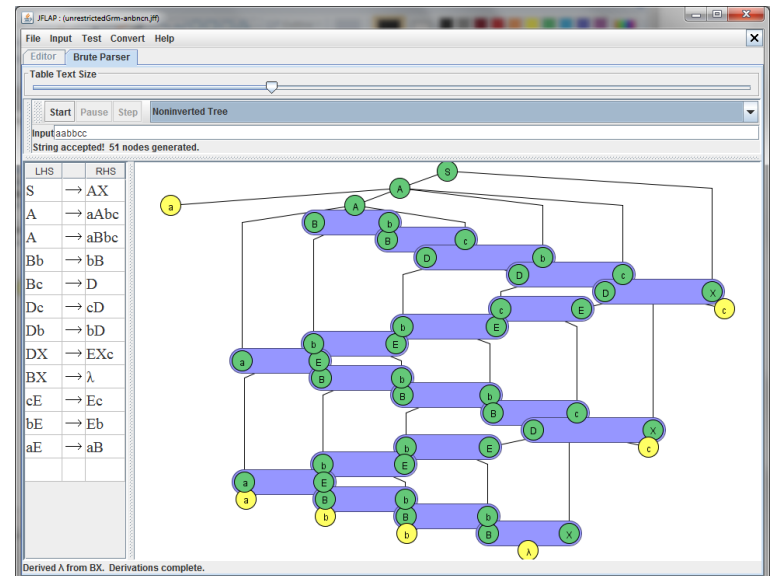 JFLAP : (unrestrictedGrm-anbncn.jff)
File Input Test Convert Help
Editor Brute Parser
Table Text Size
Start Pause Step Noninverted Tree
Input aabbcc
String accepted! 51 nodes generated.
LHS RHS
S → AX
A → aAbc
A → aBbc
Bb → bB
Bc → D
Dc → cD
Db → bD
DX → EXc
BX → λ
cE → Ec
bE → Eb
aE → aB
S
A
a A
B b
B c
D b
D c
D X
c E c
b E
b E
a E
B b
B b
B c
D X
b E c
b E
a E
a B b
b B b
b B X
λ
Derived Λ from BX. Derivations complete.